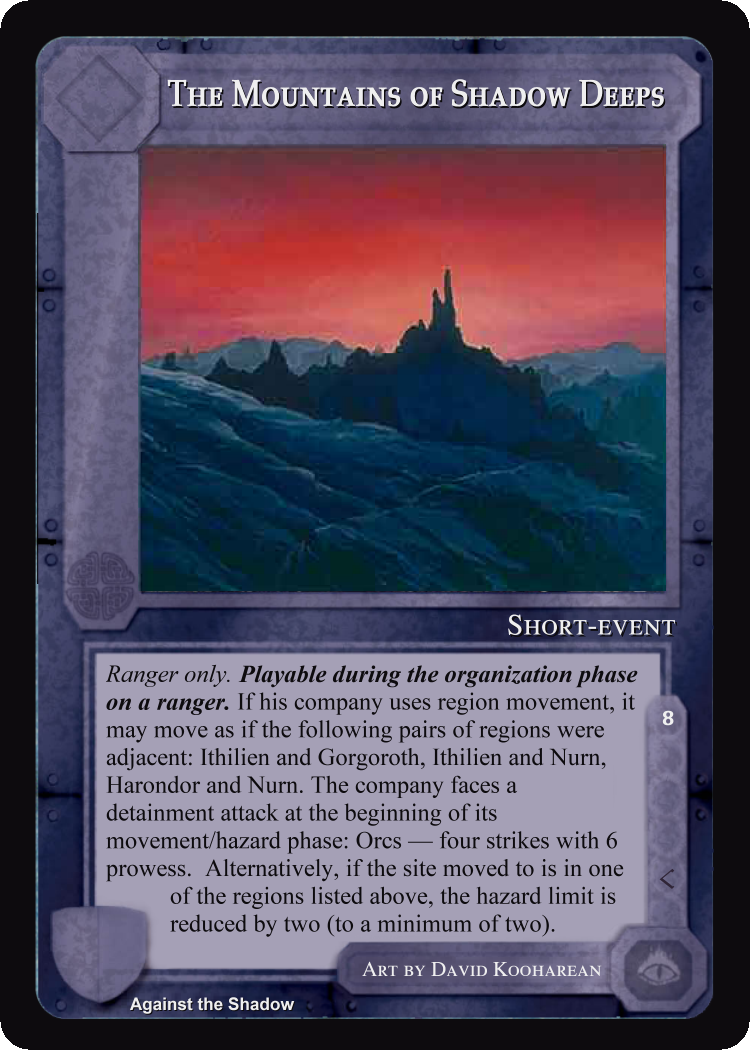 The Mountains of Shadow Deeps
Short-event
Ranger only. Playable during the organization phase
on a ranger. If his company uses region movement, it
may move as if the following pairs of regions were
adjacent: Ithilien and Gorgoroth, Ithilien and Nurn,
Harondor and Nurn. The company faces a
detainment attack at the beginning of its
movement/hazard phase: Orcs — four strikes with 6
prowess.  Alternatively, if the site moved to is in one
of the regions listed above, the hazard limit is
reduced by two (to a minimum of two).
8
Art by David Kooharean
Against the Shadow